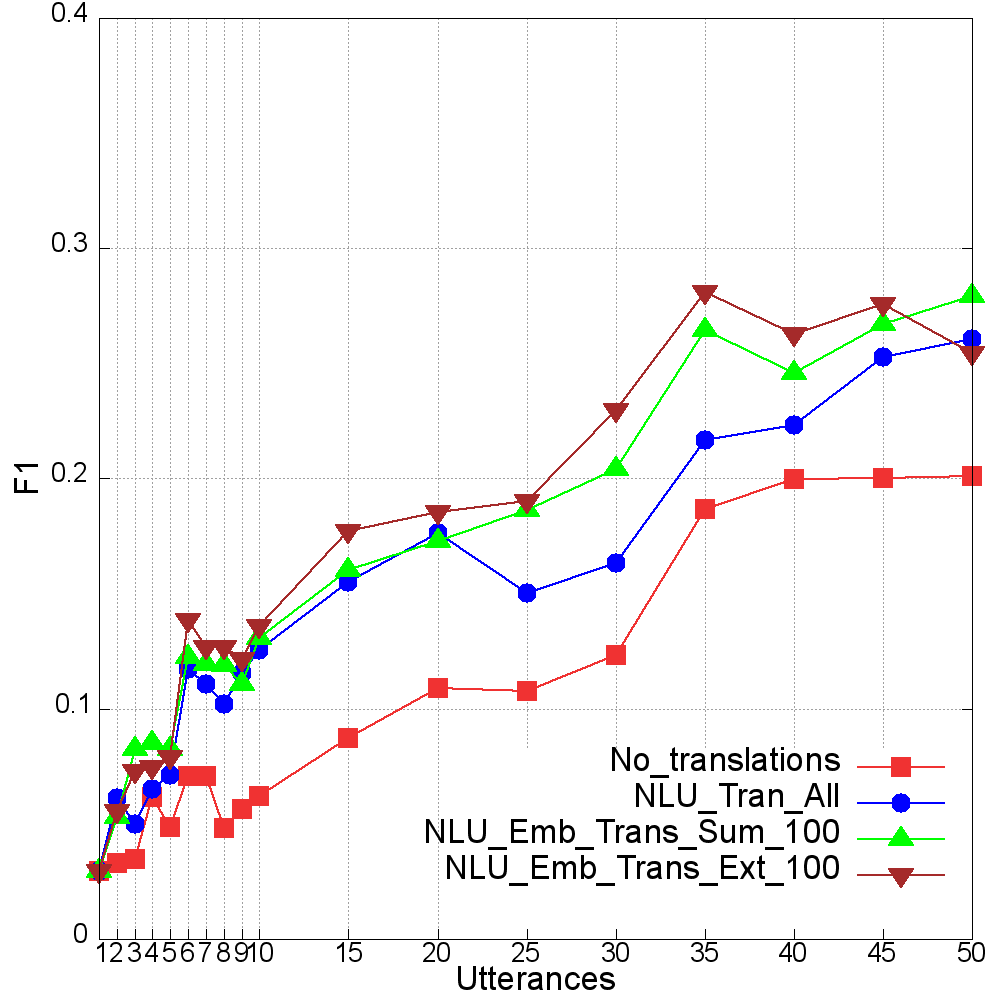 0.4
0.3
0.2
0.1
0
F1
1 2 3 4 5 6 7 8 9 10 15 20 25 30 35 40 45 50
Utterances
No_translations
NLU_Tran_All
NLU_Emb_Trans_Sum_100
NLU_Emb_Trans_Ext_100